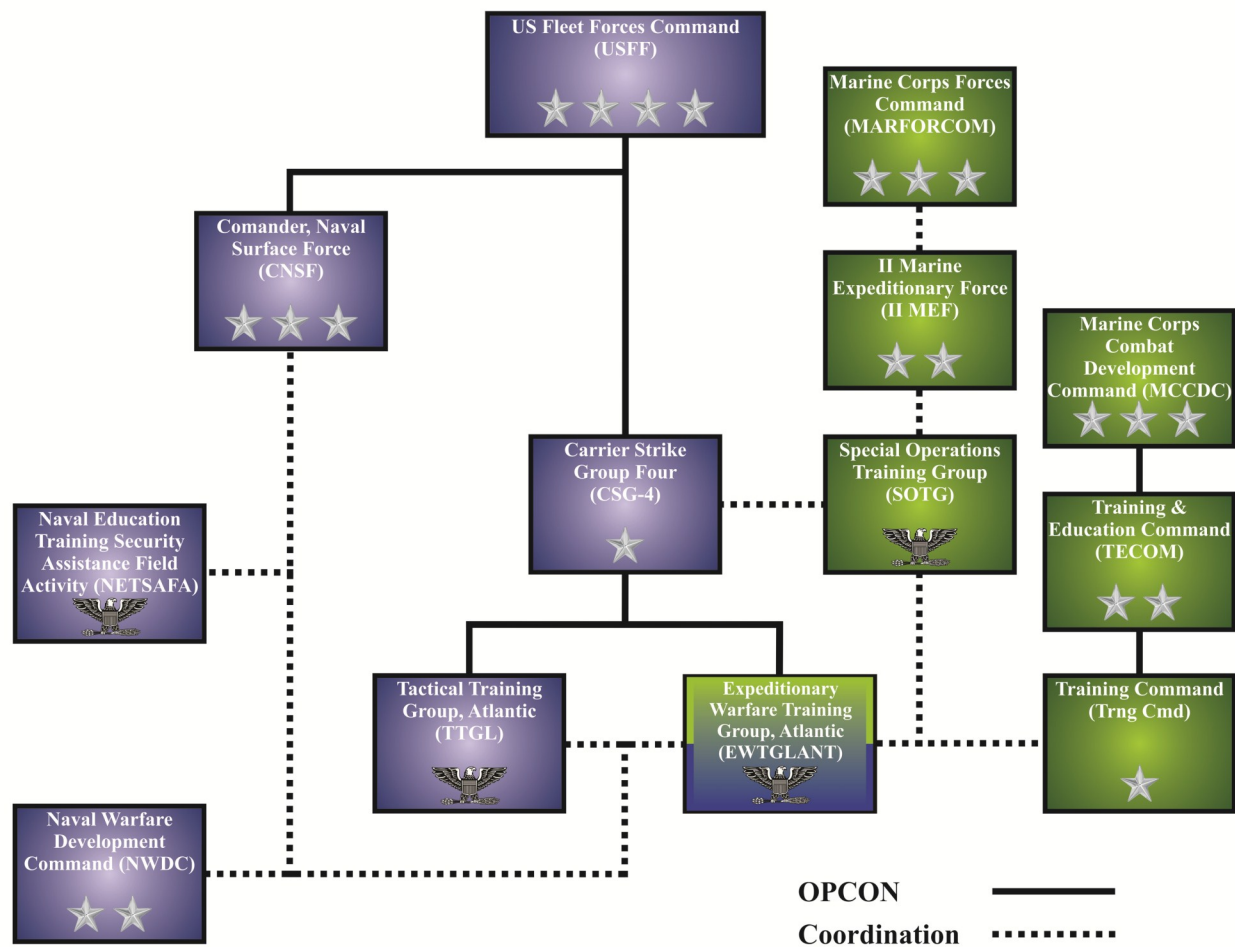 US Fleet Forces Command
(USFF)
Marine Corps Forces
Command
(MARFORCOM)
Comander, Naval
Surface Force
(CNSF)
II Marine
Expeditionary Force
(II MEF)
Marine Corps
Combat
Development
Command (MCCDC)
Carrier Strike
Group Four
(CSG-4)
Special Operations
Training Group
(SOTG)
Naval Education
Training Security
Assistance Field
Activity (NETSAFA)
Training &
Education Command
(TECOM)
Tactical Training
Group, Atlantic
(TTGL)
Expeditionary
Warfare Training
Group, Atlantic
(EWTGLANT)
Training Command
(Trng Cmd)
Naval Warfare
Development
Command (NWDC)
OPCON
Coordination